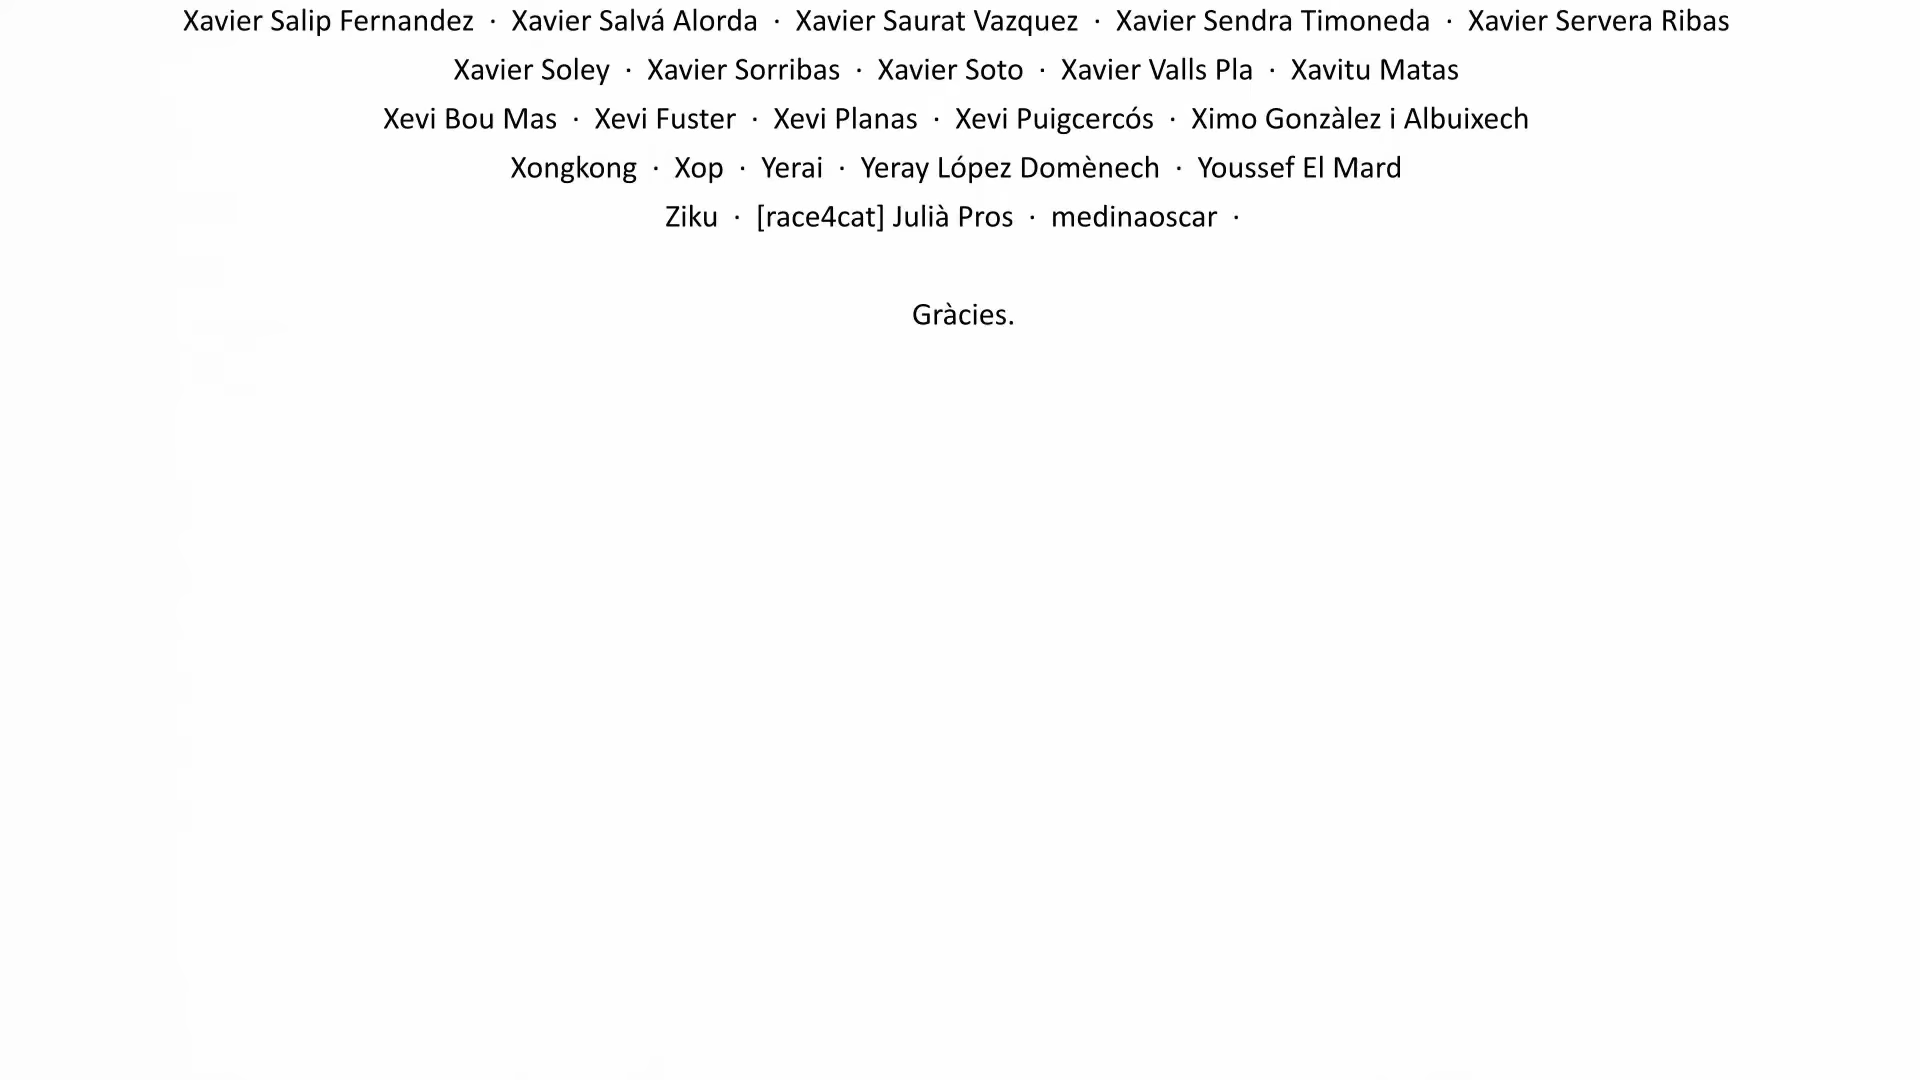 Xavier Salip Fernandez · Xavier Salvá Alorda · Xavier Saurat Vazquez · Xavier Sendra Timoneda · Xavier Servera Ribas
Xavier Soley · Xavier Sorribas · Xavier Soto · Xavier Valls Pla · Xavitu Matas
Xevi Bou Mas · Xevi Fuster · Xevi Planas · Xevi Puigcercós · Ximo Gonzàlez i Albuixech
Xongkong · Xop · Yerai · Yeray López Domènech · Youssef El Mard
Ziku · [race4cat] Julià Pros · medinaoscar ·
Gràcies.